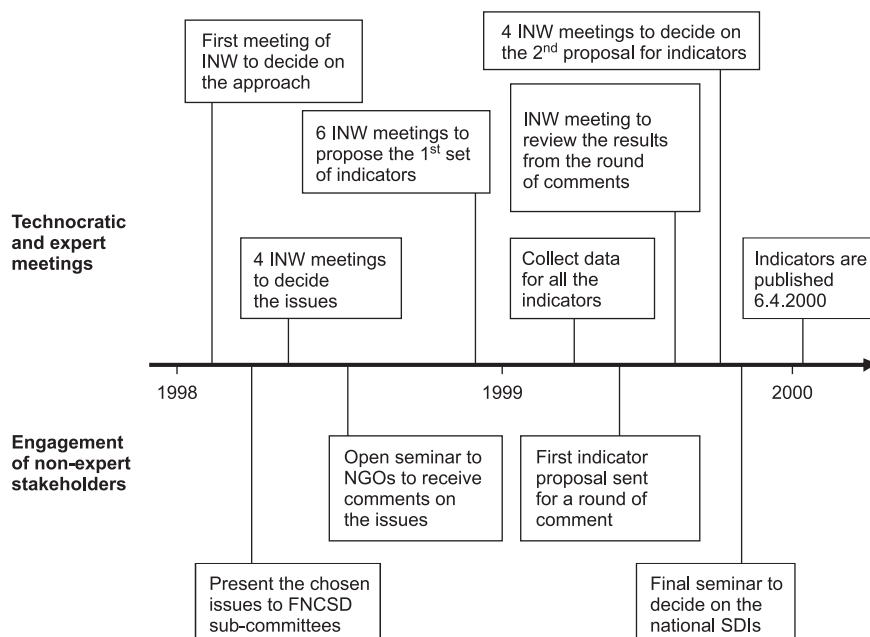 First meeting of
INW to decide on
the approach
4 INW meetings to decide on
the 2nd proposal for indicators
6 INW meetings to
propose the 1st set
of indicators
INW meeting to
review the results
from the round
of comments
Technocratic
and expert
meetings
4 INW meetings
to decide
the issues
Collect data
for all the
indicators
Indicators are
published
6.4.2000
1998
1999
2000
Engagement
of non-expert
stakeholders
Open seminar to
NGOs to receive
comments on
the issues
First indicator
proposal sent
for a round of
comment
Present the chosen
issues to FNCSD
sub-committees
Final seminar to
decide on the
national SDIs